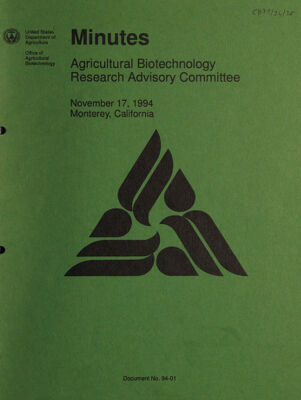 United States
Department of
Agriculture
Office of
Agricultural
Biotechnology
Minutes
Agricultural Biotechnology
Research Advisory Committee
November 17, 1994
Monterey, California
Document No. 94-01